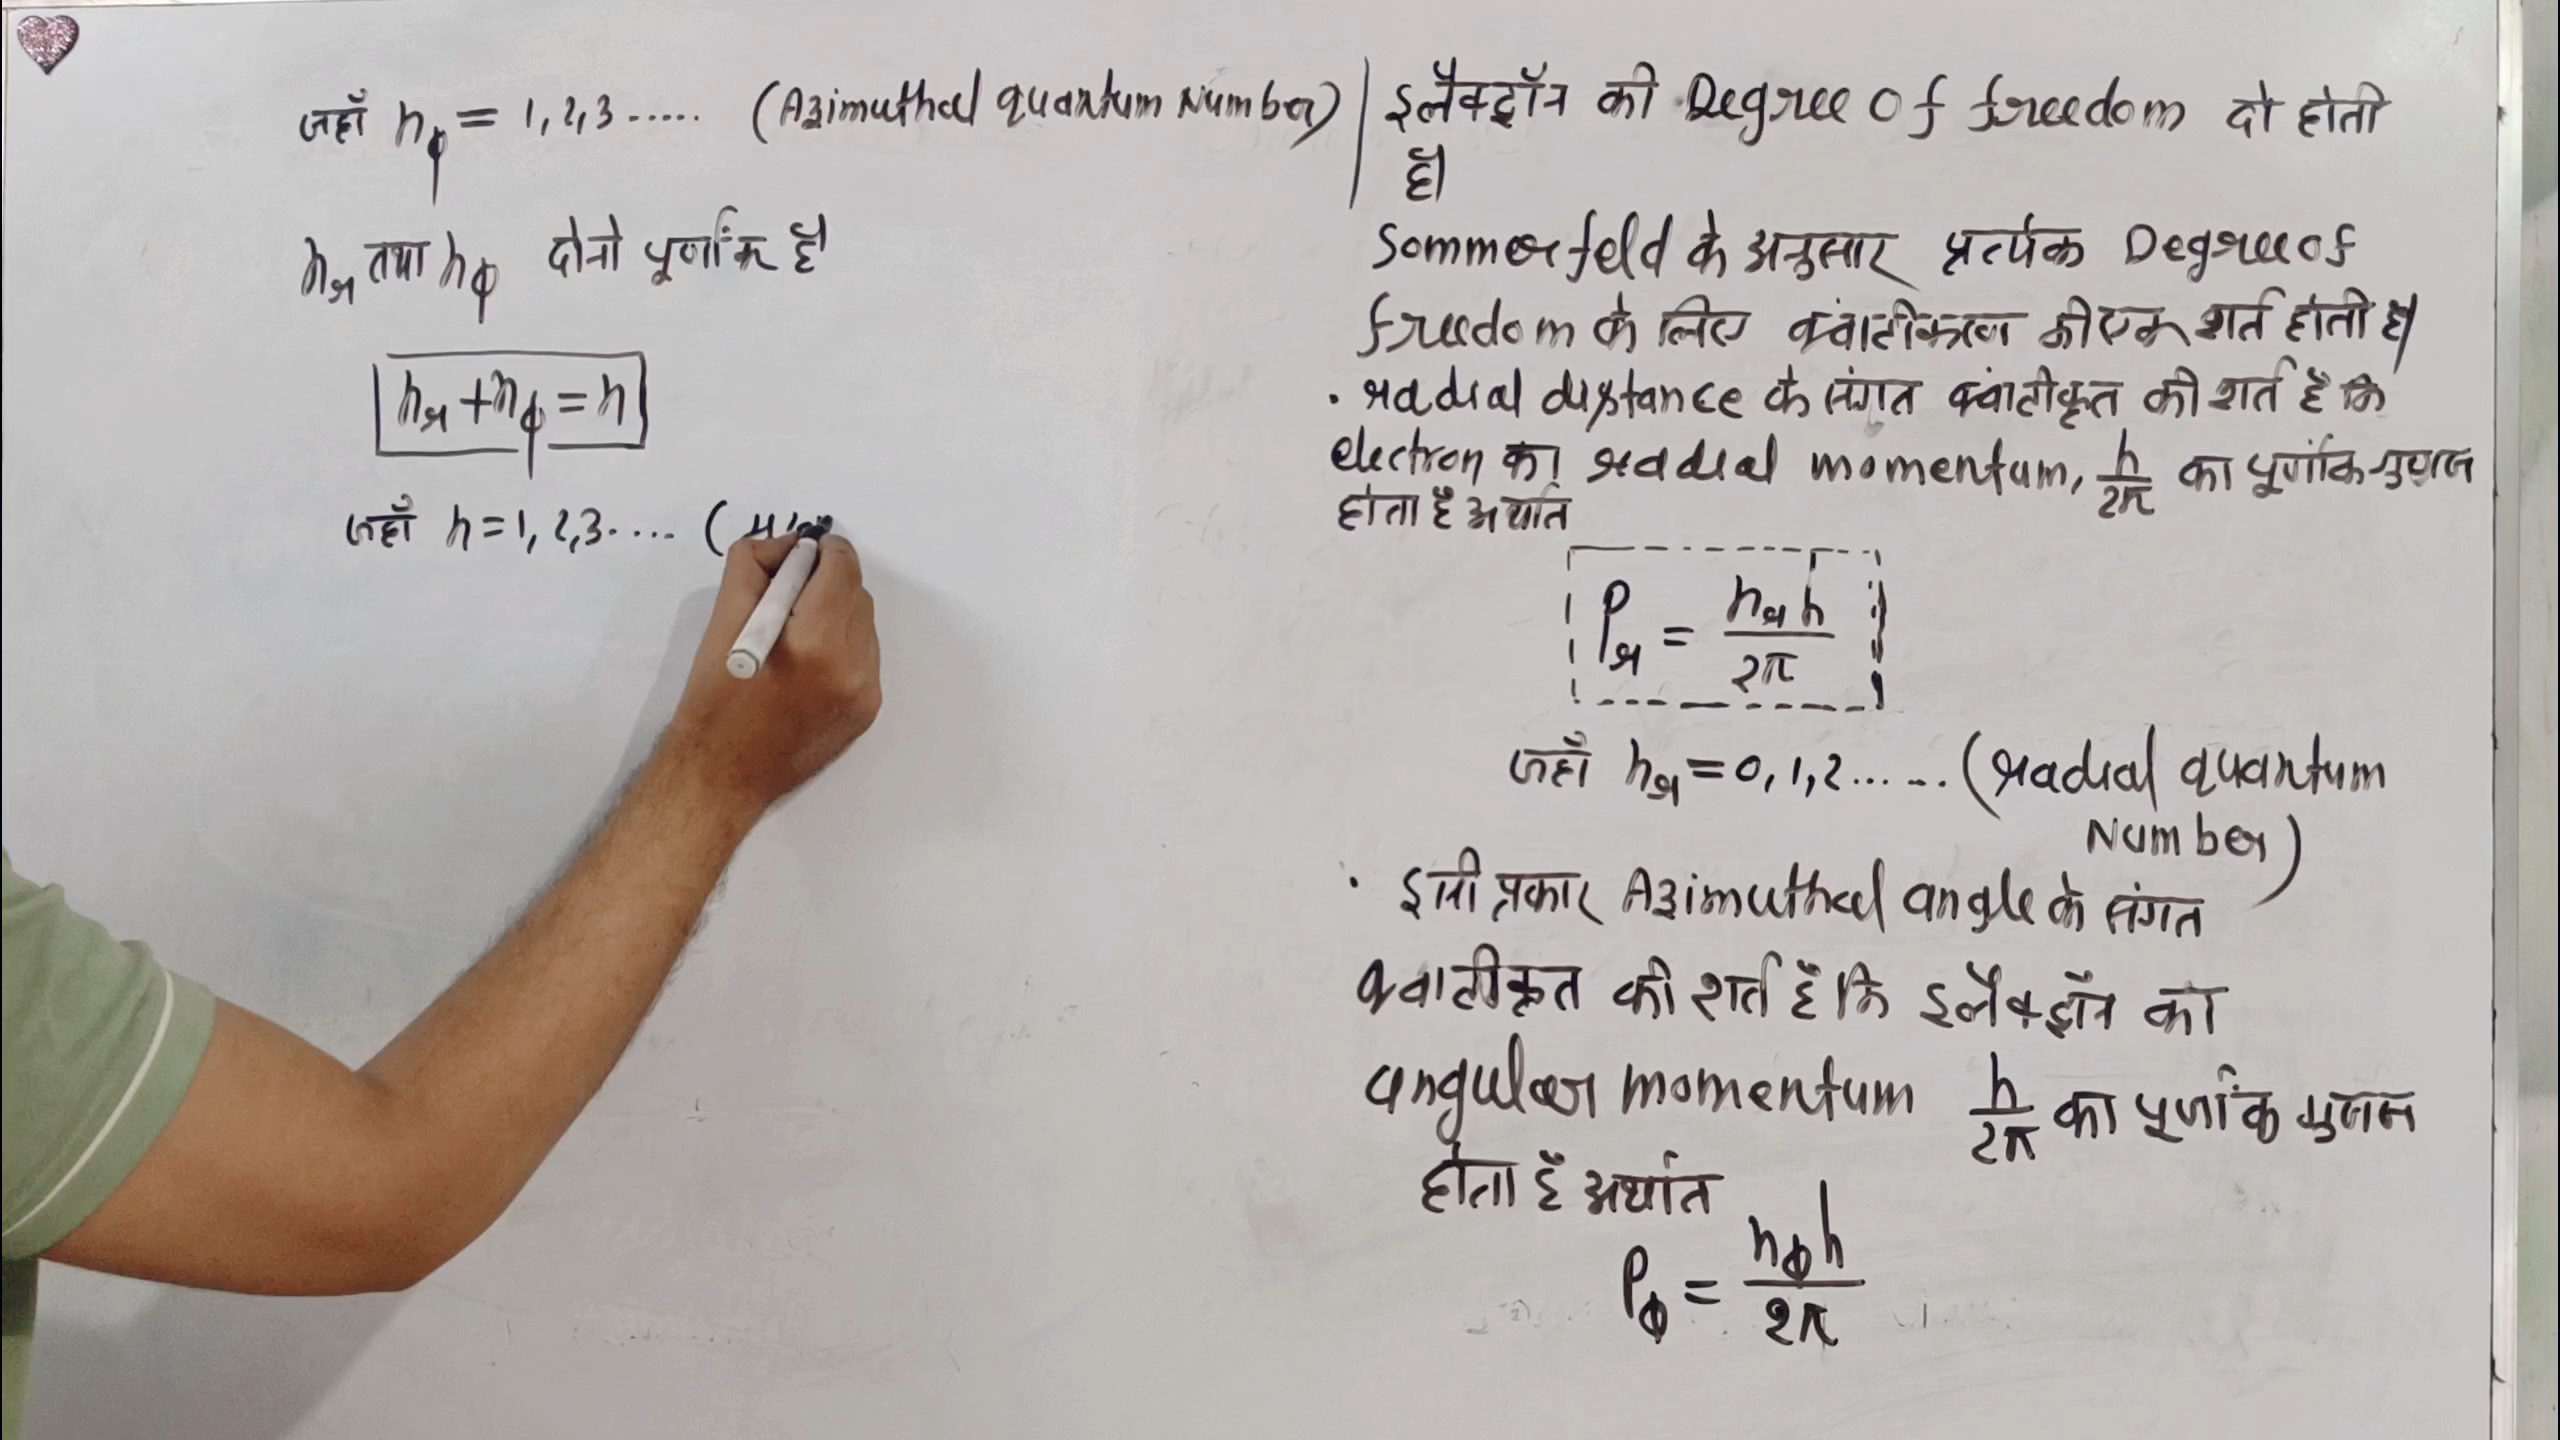 जहाँ nϕ = 1, 2, 3 ..... (Azimuthal quantum Number)
nr तथा nϕ दोनो पूर्णांक है।
nr + nϕ = n
जहाँ n = 1, 2, 3 ..... (
इलैक्ट्रॉन की Degree of freedom दो होती
है।
Sommerfeld के अनुसार प्रत्येक Degree of
freedom के लिए क्वांटीकरण की एक शर्त होती है।
· radial distance के संगत क्वांटीकृत की शर्त है कि
electron का radial momentum, h/2π का पूर्णांक गुणज
होता है अर्थात
Pr = nr h / 2π
जहाँ nr = 0, 1, 2 ...... (radial quantum
Number)
· इसी प्रकार Azimuthal angle के संगत
क्वाटीकृत की शर्त है कि इलैक्ट्रॉन का
angular momentum h/2π का पूर्णांक गुणज
होता है अर्थात
Pϕ = nϕ h / 2π